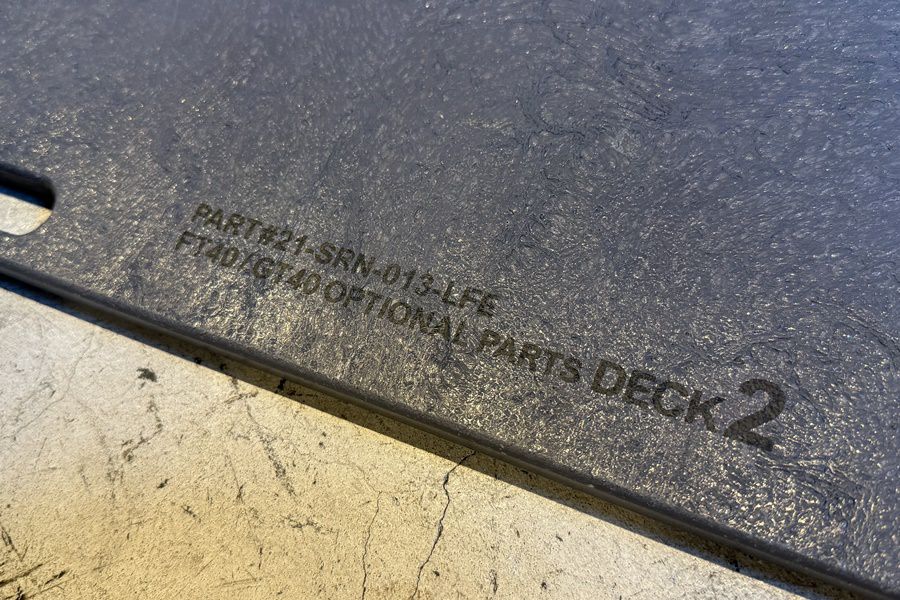 PART#21-SRN-013-LFE
FT40/GT40 OPTIONAL PARTS DECK 2